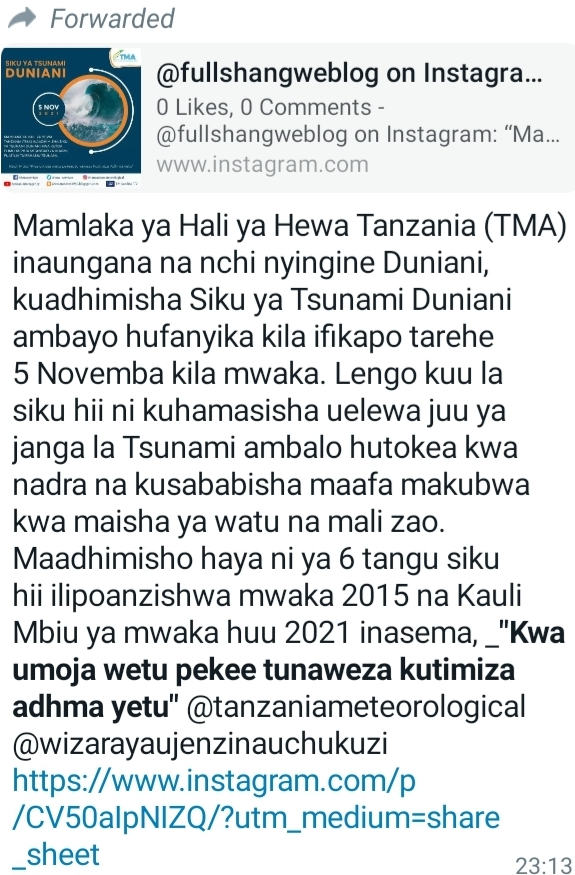 Forwarded
SIKU YA TSUNAMI
DUNIANI
TMA
5 NOV
2021
@fullshangweblog on Instagra...
0 Likes, 0 Comments -
@fullshangweblog on Instagram: “Ma...
www.instagram.com
Mamlaka ya Hali ya Hewa Tanzania (TMA)
inaungana na nchi nyingine Duniani,
kuadhimisha Siku ya Tsunami Duniani
ambayo hufanyika kila ifikapo tarehe
5 Novemba kila mwaka. Lengo kuu la
siku hii ni kuhamasisha uelewa juu ya
janga la Tsunami ambalo hutokea kwa
nadra na kusababisha maafa makubwa
kwa maisha ya watu na mali zao.
Maadhimisho haya ni ya 6 tangu siku
hii ilipoanzishwa mwaka 2015 na Kauli
Mbiu ya mwaka huu 2021 inasema, _"Kwa
umoja wetu pekee tunaweza kutimiza
adhma yetu" @tanzaniameteorological
@wizarayaujenzinauchukuzi
https://www.instagram.com/p
/CV50aIpNIZQ/?utm_medium=share
_sheet
23:13